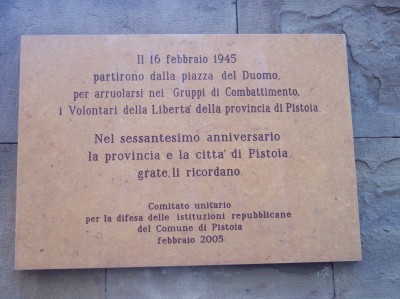 Il 16 febbraio 1945
partirono dalla piazza del Duomo,
per arruolarsi nei Gruppi di Combattimento,
i Volontari della Liberta' della provincia di Pistoia.
Nel sessantesimo anniversario
la provincia e la citta' di Pistoia,
grate, li ricordano.
Comitato unitario
per la difesa delle istituzioni repubblicane
del Comune di Pistoia
febbraio 2005